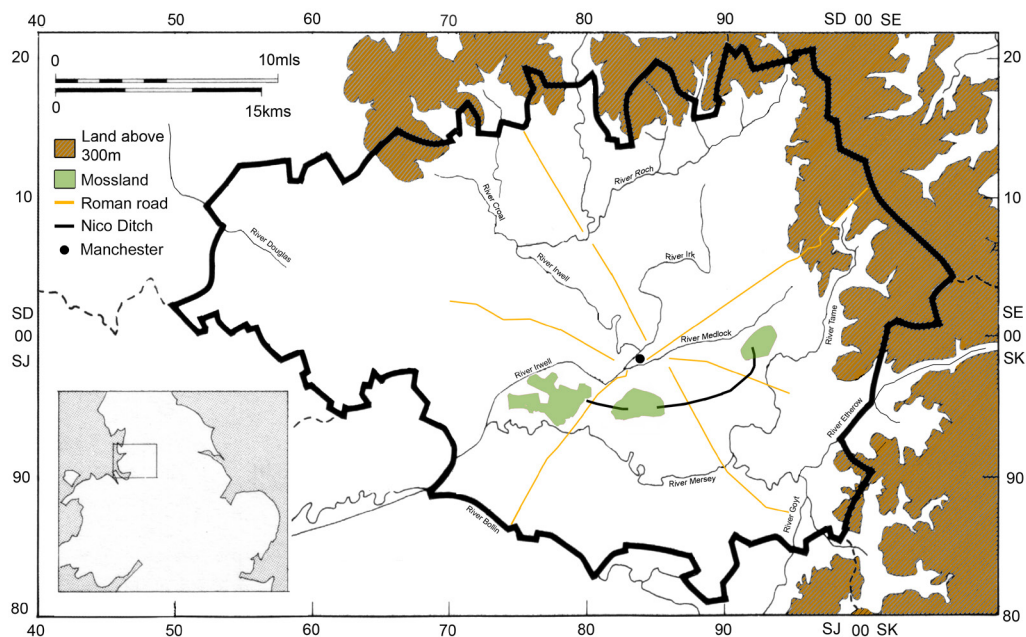 40 50 60 70 80 90 SD 00 SE
20 20
0 10mls
0 15kms
Land above
300m
Mossland
Roman road
Nico Ditch
Manchester
10 10
River Croal
River Roch
River Douglas
River Irwell
River Irk
River Tame
River Medlock
SD SE
00 00
SJ SK
River Irwell
River Etherow
90 90
River Mersey
River Bollin
River Goyt
80 80
40 50 60 70 80 90 SJ 00 SK